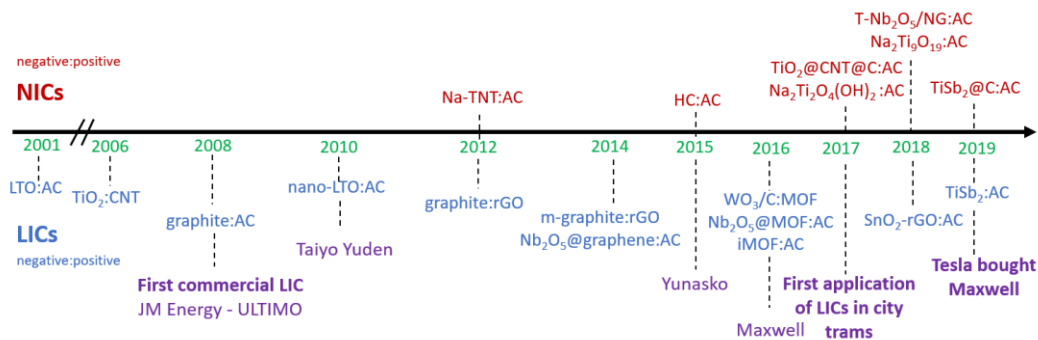 T-Nb₂O₅/NG:AC
Na₂Ti₉O₁₉:AC
negative:positive
NICs
TiO₂@CNT@C:AC
Na₂Ti₂O₄(OH)₂ :AC
Na-TNT:AC
HC:AC
TiSb₂@C:AC
2001 2006 2008 2010 2012 2014 2015 2016 2017 2018 2019
LTO:AC
TiO₂:CNT
graphite:AC
nano-LTO:AC
graphite:rGO
m-graphite:rGO
Nb₂O₅@graphene:AC
WO₃/C:MOF
Nb₂O₅@MOF:AC
iMOF:AC
SnO₂-rGO:AC
TiSb₂:AC
LICs
negative:positive
First commercial LIC
JM Energy - ULTIMO
Taiyo Yuden
Yunasko
Maxwell
First application
of LICs in city
trams
Tesla bought
Maxwell